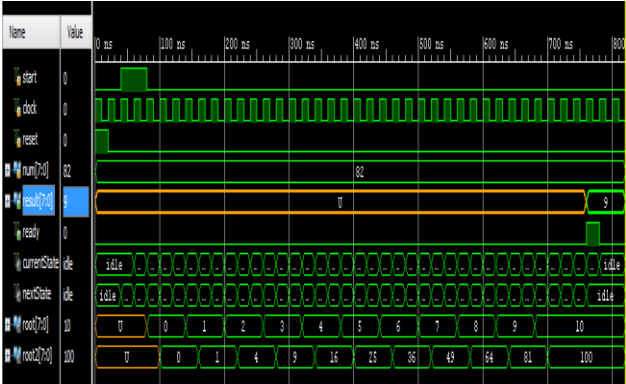 Name Value
0 ns 100 ns 200 ns 300 ns 400 ns 500 ns 600 ns 700 ns 800
start 0
clock 0
reset 0
num[7:0] 82 82
result[7:0] 9 U 9
ready 0
currentState idle idle ... ... ... ... ... ... ... ... ... ... ... ... ... ... ... ... ... ... ... ... ... ... ... ... ... ... ... ... ... ... ... ... ... ... ... idle
nextState idle idle ... ... ... ... ... ... ... ... ... ... ... ... ... ... ... ... ... ... ... ... ... ... ... ... ... ... ... ... ... ... ... ... ... ... ... idle
root[7:0] 10 U 0 1 2 3 4 5 6 7 8 9 10
root2[7:0] 100 U 0 1 4 9 16 25 36 49 64 81 100